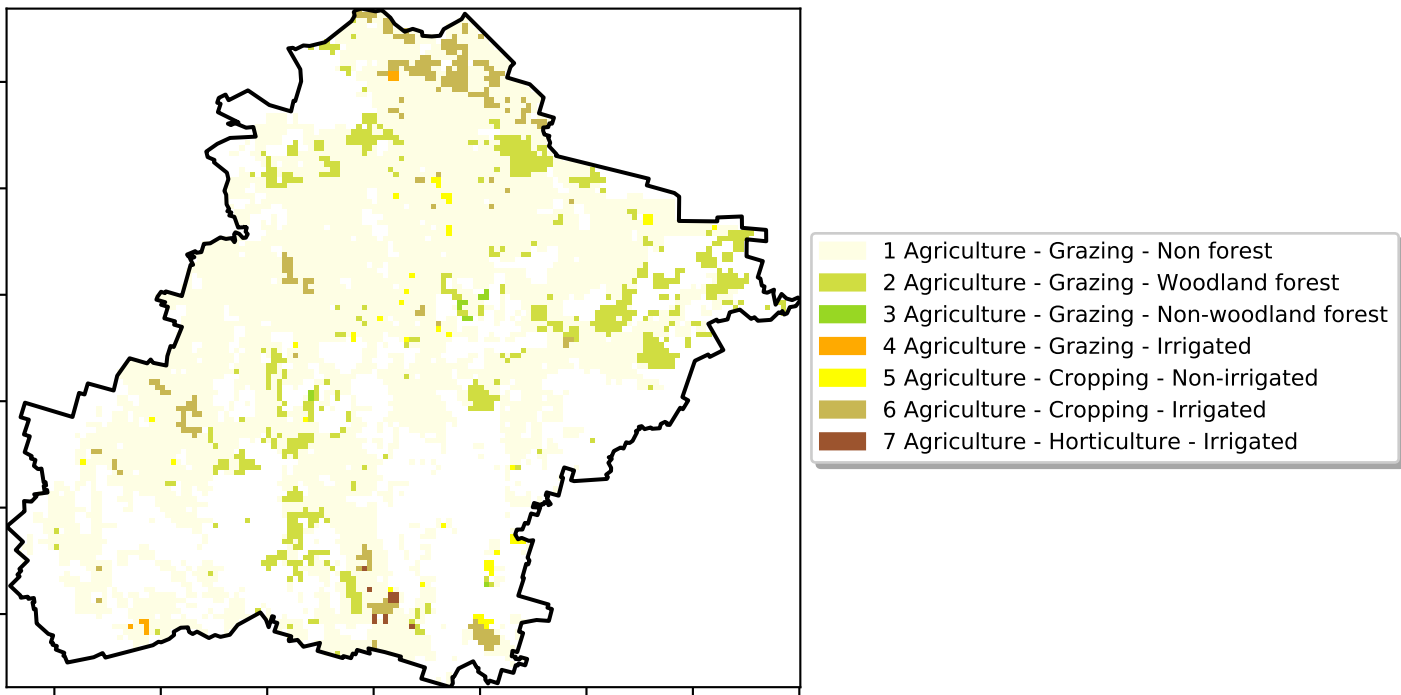 1 Agriculture - Grazing - Non forest
2 Agriculture - Grazing - Woodland forest
3 Agriculture - Grazing - Non-woodland forest
4 Agriculture - Grazing - Irrigated
5 Agriculture - Cropping - Non-irrigated
6 Agriculture - Cropping - Irrigated
7 Agriculture - Horticulture - Irrigated